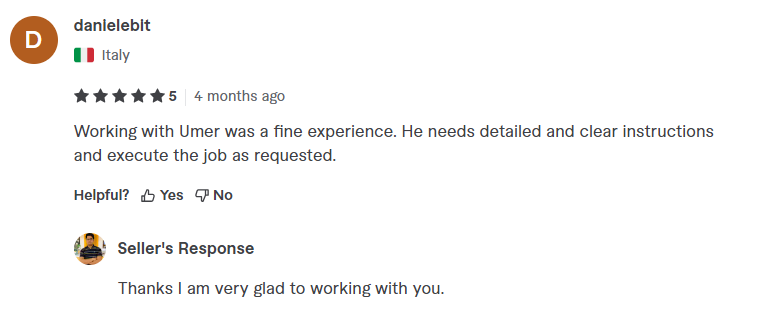 D
danielebit
Italy
5 4 months ago
Working with Umer was a fine experience. He needs detailed and clear instructions
and execute the job as requested.
Helpful? Yes No
Seller's Response
Thanks I am very glad to working with you.